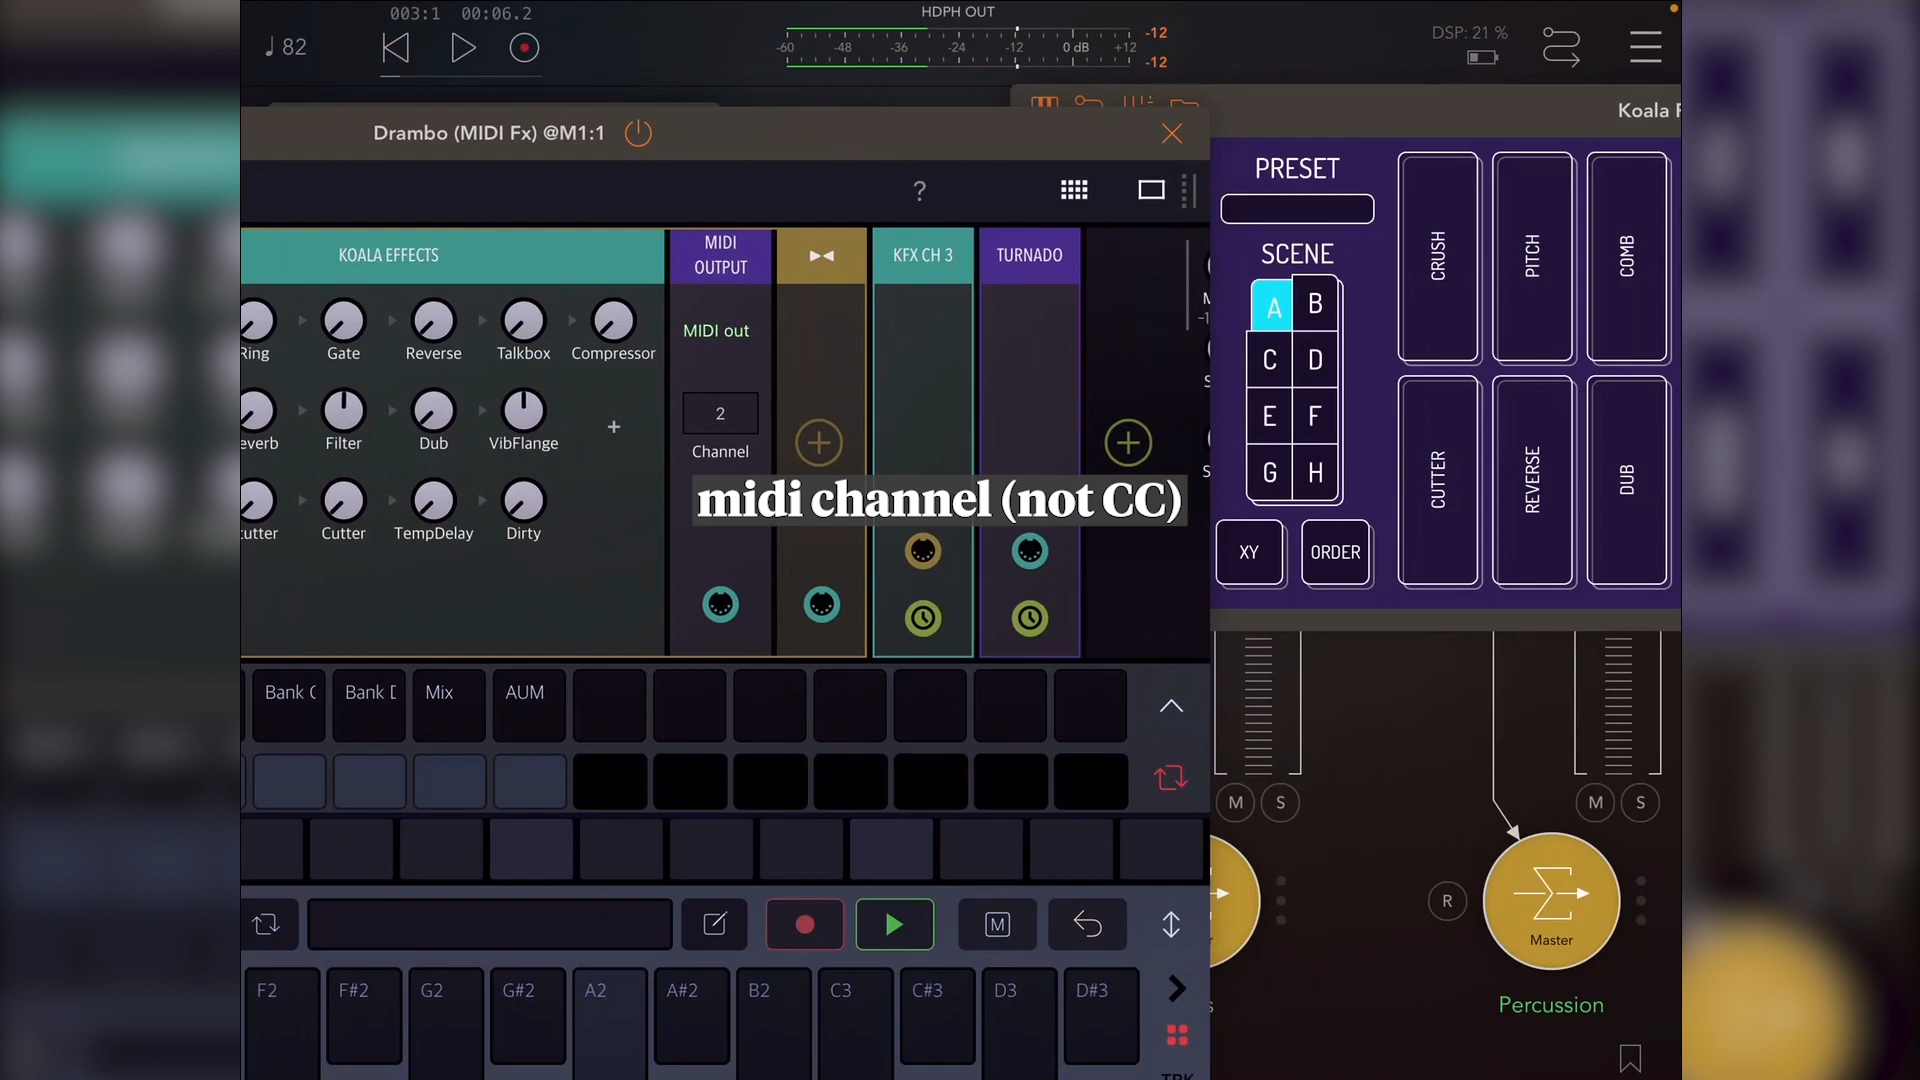 003:1 00:06.2
HDPH OUT
82
-60 -48 -36 -24 -12 0 dB +12
-12
-12
DSP: 21 %
Koala F
Drambo (MIDI Fx) @M1:1
?
PRESET
SCENE
A B
C D
E F
G H
XY ORDER
CRUSH
PITCH
COMB
CUTTER
REVERSE
DUB
KOALA EFFECTS
MIDI
OUTPUT
KFX CH 3
TURNADO
Ring Gate Reverse Talkbox Compressor
MIDI out
2
Channel
everb Filter Dub VibFlange
midi channel (not CC)
cutter Cutter TempDelay Dirty
Bank C Bank D Mix AUM
M S M S
M
R
Master
Percussion
F2 F#2 G2 G#2 A2 A#2 B2 C3 C#3 D3 D#3
TRK